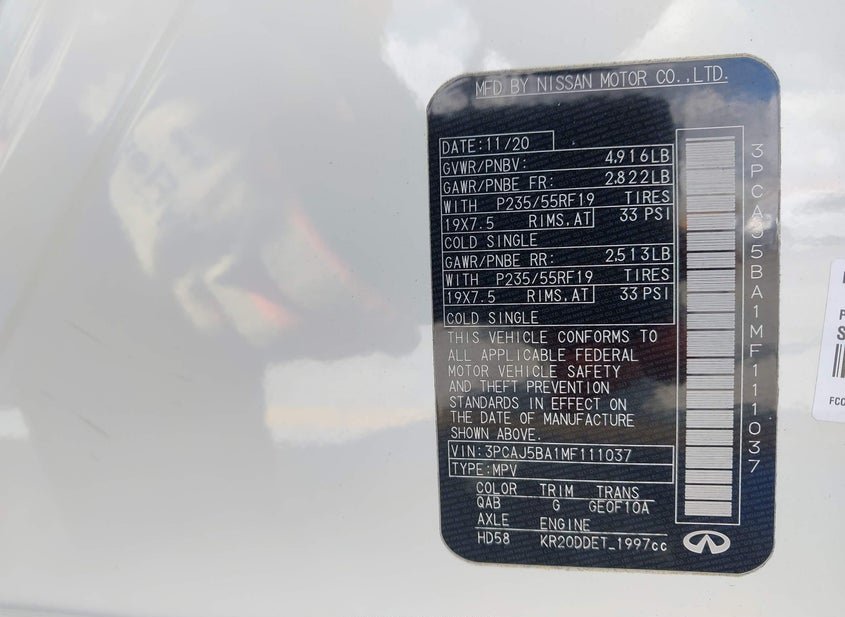 MFD BY NISSAN MOTOR CO.,LTD.
DATE:11/20
GVWR/PNBV: 4,916LB
GAWR/PNBE FR: 2,822LB
WITH P235/55RF19 TIRES
19X7.5 RIMS.AT 33 PSI
COLD SINGLE
GAWR/PNBE RR: 2,513LB
WITH P235/55RF19 TIRES
19X7.5 RIMS.AT 33 PSI
COLD SINGLE
THIS VEHICLE CONFORMS TO
ALL APPLICABLE FEDERAL
MOTOR VEHICLE SAFETY
AND THEFT PREVENTION
STANDARDS IN EFFECT ON
THE DATE OF MANUFACTURE
SHOWN ABOVE.
VIN:3PCAJ5BA1MF111037
TYPE:MPV
COLOR TRIM TRANS
QAB G GE0F10A
AXLE ENGINE
HD58 KR20DDET_1997cc
3PCAJ5BA1MF111037
FCC